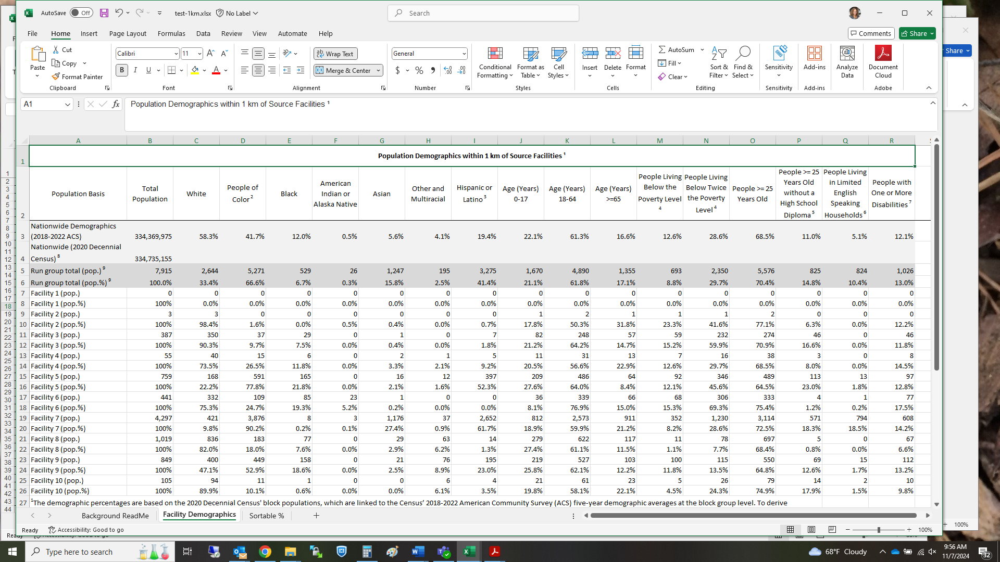 AutoSave Off test-1km.xlsx No Label Search
File Home Insert Page Layout Formulas Data Review View Automate Help Comments Share
Paste Cut Copy Format Painter Clipboard
Calibri 11 B I U Font
Wrap Text Merge & Center Alignment
General $ % Number
Conditional Formatting Format as Table Cell Styles Styles
Insert Delete Format Cells
AutoSum Fill Clear Sort & Filter Find & Select Editing
Sensitivity Sensitivity Add-ins Add-ins Analyze Data Document Cloud Adobe
Share
A1 fx Population Demographics within 1 km of Source Facilities ¹
A B C D E F G H I J K L M N O P Q R
1 Population Demographics within 1 km of Source Facilities ¹
2 Population Basis Total Population White People of Color ² Black American Indian or Alaska Native Asian Other and Multiracial Hispanic or Latino ³ Age (Years) 0-17 Age (Years) 18-64 Age (Years) >=65 People Living Below the Poverty Level ⁴ People Living Below Twice the Poverty Level ⁴ People >= 25 Years Old People >= 25 Years Old without a High School Diploma ⁵ People Living in Limited English Speaking Households ⁶ People with One or More Disabilities ⁷
3 Nationwide Demographics (2018-2022 ACS) 334,369,975 58.3% 41.7% 12.0% 0.5% 5.6% 4.1% 19.4% 22.1% 61.3% 16.6% 12.6% 28.6% 68.5% 11.0% 5.1% 12.1%
4 Nationwide (2020 Decennial Census) ⁸ 334,735,155
5 Run group total (pop.) ⁹ 7,915 2,644 5,271 529 26 1,247 195 3,275 1,670 4,890 1,355 693 2,350 5,576 825 824 1,026
6 Run group total (pop.%) ⁹ 100.0% 33.4% 66.6% 6.7% 0.3% 15.8% 2.5% 41.4% 21.1% 61.8% 17.1% 8.8% 29.7% 70.4% 14.8% 10.4% 13.0%
7 Facility 1 (pop.) 0 0 0 0 0 0 0 0 0 0 0 0 0 0 0 0 0
8 Facility 1 (pop.%) 100% 0.0% 0.0% 0.0% 0.0% 0.0% 0.0% 0.0% 0.0% 0.0% 0.0% 0.0% 0.0% 0.0% 0.0% 0.0% 0.0%
9 Facility 2 (pop.) 3 3 0 0 0 0 0 0 1 2 1 1 1 2 0 0 0
10 Facility 2 (pop.%) 100% 98.4% 1.6% 0.0% 0.5% 0.4% 0.0% 0.7% 17.8% 50.3% 31.8% 23.3% 41.6% 77.1% 6.3% 0.0% 12.2%
11 Facility 3 (pop.) 387 350 37 29 0 1 0 7 82 248 57 59 232 274 46 0 46
12 Facility 3 (pop.%) 100% 90.3% 9.7% 7.5% 0.0% 0.4% 0.0% 1.8% 21.2% 64.2% 14.7% 15.2% 59.9% 70.9% 16.6% 0.0% 11.8%
13 Facility 4 (pop.) 55 40 15 6 0 2 1 5 11 31 13 7 16 38 3 0 8
14 Facility 4 (pop.%) 100% 73.5% 26.5% 11.8% 0.0% 3.3% 2.1% 9.2% 20.5% 56.6% 22.9% 12.6% 29.7% 68.5% 8.0% 0.0% 14.5%
15 Facility 5 (pop.) 759 168 591 165 0 16 12 397 209 486 64 92 346 489 113 13 97
16 Facility 5 (pop.%) 100% 22.2% 77.8% 21.8% 0.0% 2.1% 1.6% 52.3% 27.6% 64.0% 8.4% 12.1% 45.6% 64.5% 23.0% 1.8% 12.8%
17 Facility 6 (pop.) 441 332 109 85 23 1 0 0 36 339 66 68 306 333 4 1 77
18 Facility 6 (pop.%) 100% 75.3% 24.7% 19.3% 5.2% 0.2% 0.0% 0.0% 8.1% 76.9% 15.0% 15.3% 69.3% 75.4% 1.2% 0.2% 17.5%
19 Facility 7 (pop.) 4,297 421 3,876 8 3 1,176 37 2,652 812 2,573 911 352 1,230 3,114 571 794 608
20 Facility 7 (pop.%) 100% 9.8% 90.2% 0.2% 0.1% 27.4% 0.9% 61.7% 18.9% 59.9% 21.2% 8.2% 28.6% 72.5% 18.3% 18.5% 14.2%
21 Facility 8 (pop.) 1,019 836 183 77 0 29 63 14 279 622 117 11 78 697 5 0 67
22 Facility 8 (pop.%) 100% 82.0% 18.0% 7.6% 0.0% 2.9% 6.2% 1.3% 27.4% 61.1% 11.5% 1.1% 7.7% 68.4% 0.8% 0.0% 6.6%
23 Facility 9 (pop.) 849 400 449 158 0 21 76 195 219 527 103 100 115 550 69 15 112
24 Facility 9 (pop.%) 100% 47.1% 52.9% 18.6% 0.0% 2.5% 8.9% 23.0% 25.8% 62.1% 12.2% 11.8% 13.5% 64.8% 12.6% 1.7% 13.2%
25 Facility 10 (pop.) 105 94 11 1 0 0 6 4 21 61 23 5 26 79 14 2 10
26 Facility 10 (pop.%) 100% 89.9% 10.1% 0.6% 0.0% 0.0% 6.1% 3.5% 19.8% 58.1% 22.1% 4.5% 24.3% 74.9% 17.9% 1.5% 9.8%
27 ¹The demographic percentages are based on the 2020 Decennial Census' block populations, which are linked to the Census’ 2018-2022 American Community Survey (ACS) five-year demographic averages at the block group level. To derive
Background ReadMe Facility Demographics Sortable % +
Ready Accessibility: Good to go 100%
100%
Type here to search 68°F Cloudy 9:56 AM
11/7/2024 32